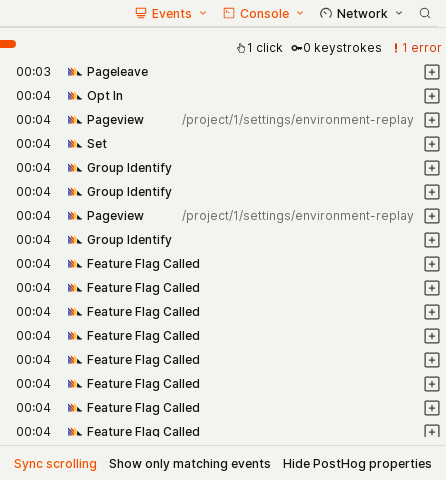 Events Console Network
1 click 0 keystrokes 1 error
00:03 Pageleave
00:04 Opt In
00:04 Pageview /project/1/settings/environment-replay
00:04 Set
00:04 Group Identify
00:04 Group Identify
00:04 Pageview /project/1/settings/environment-replay
00:04 Group Identify
00:04 Feature Flag Called
00:04 Feature Flag Called
00:04 Feature Flag Called
00:04 Feature Flag Called
00:04 Feature Flag Called
00:04 Feature Flag Called
00:04 Feature Flag Called
00:04 Feature Flag Called
Sync scrolling Show only matching events Hide PostHog properties